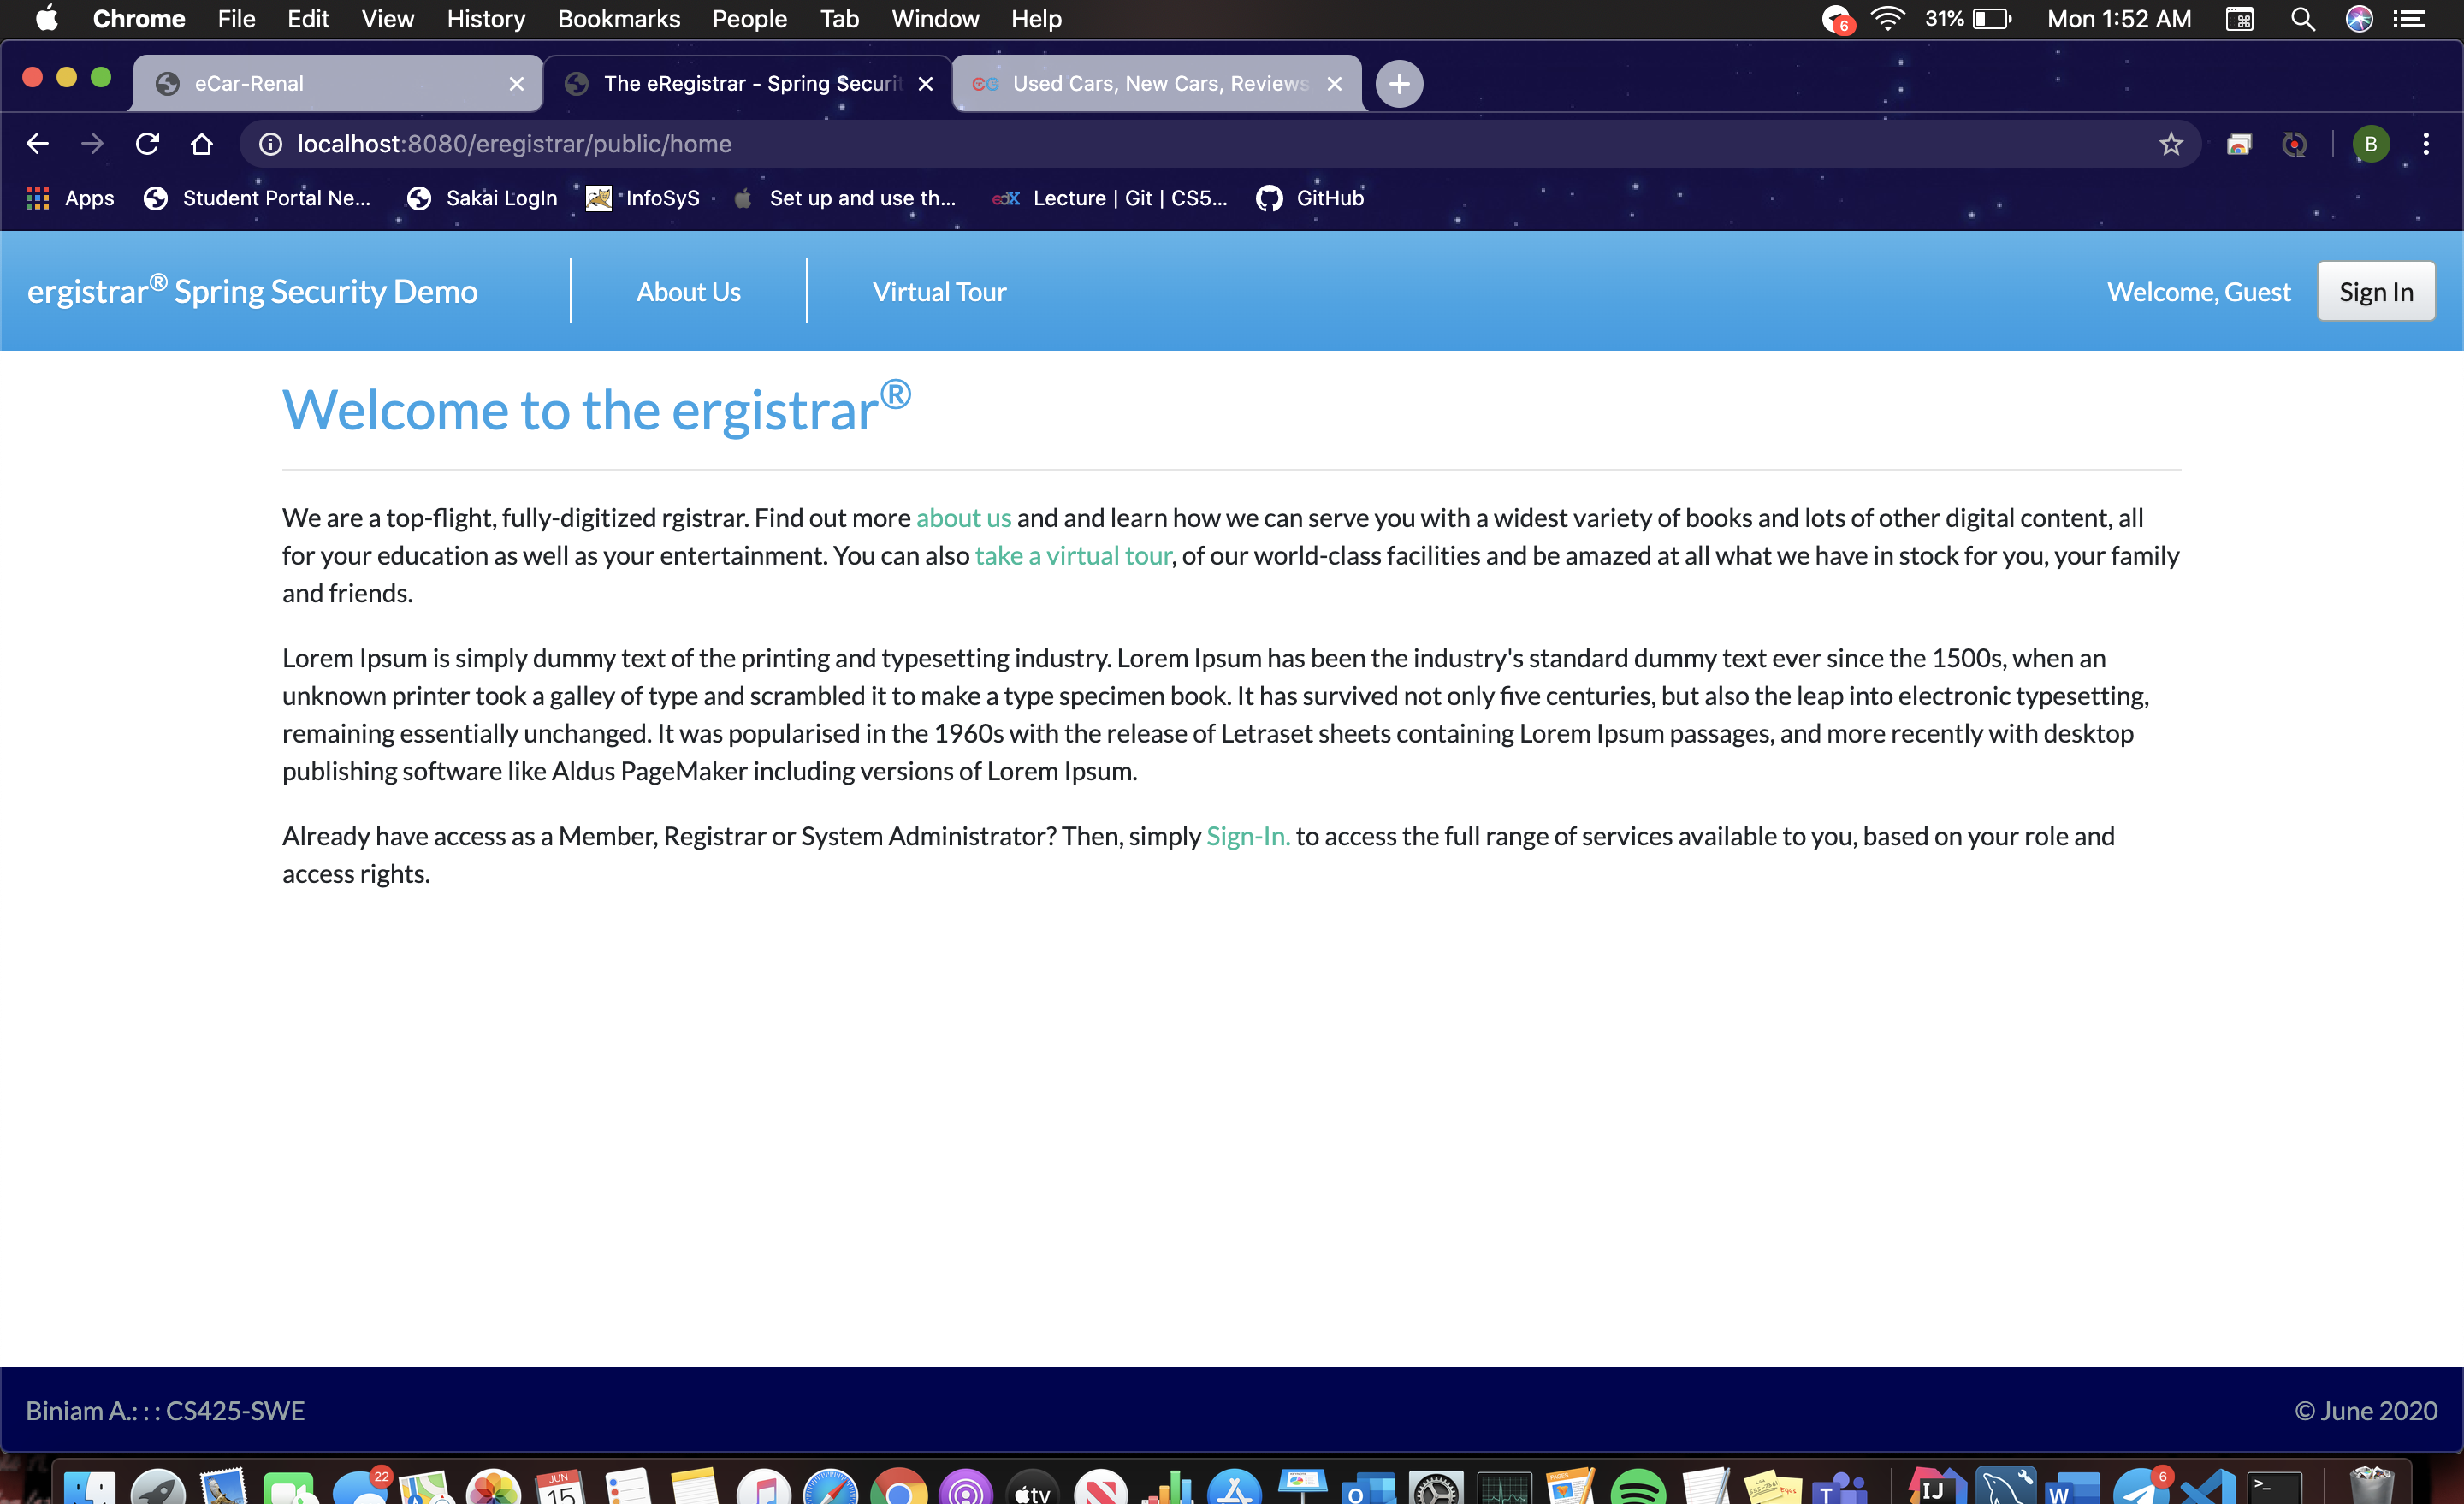 Chrome File Edit View History Bookmarks People Tab Window Help 6 31% Mon 1:52 AM
eCar-Renal
The eRegistrar - Spring Securit
CG Used Cars, New Cars, Reviews
localhost:8080/eregistrar/public/home B
Apps Student Portal Ne... Sakai LogIn InfoSyS Set up and use th... edX Lecture | Git | CS5... GitHub
ergistrar® Spring Security Demo About Us Virtual Tour Welcome, Guest Sign In
Welcome to the ergistrar®
We are a top-flight, fully-digitized rgistrar. Find out more about us and and learn how we can serve you with a widest variety of books and lots of other digital content, all
for your education as well as your entertainment. You can also take a virtual tour, of our world-class facilities and be amazed at all what we have in stock for you, your family
and friends.
Lorem Ipsum is simply dummy text of the printing and typesetting industry. Lorem Ipsum has been the industry's standard dummy text ever since the 1500s, when an
unknown printer took a galley of type and scrambled it to make a type specimen book. It has survived not only five centuries, but also the leap into electronic typesetting,
remaining essentially unchanged. It was popularised in the 1960s with the release of Letraset sheets containing Lorem Ipsum passages, and more recently with desktop
publishing software like Aldus PageMaker including versions of Lorem Ipsum.
Already have access as a Member, Registrar or System Administrator? Then, simply Sign-In. to access the full range of services available to you, based on your role and
access rights.
Biniam A.: : : CS425-SWE © June 2020
22 JUN 15 tv PAGES O T IJ W 6 >_